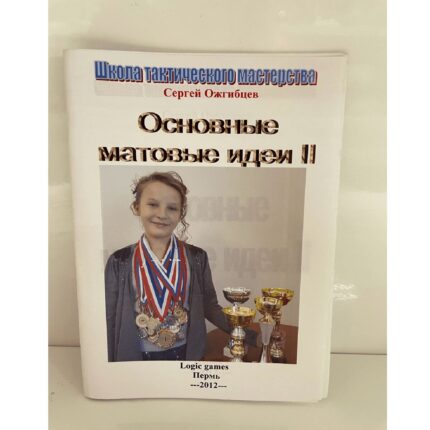 Школа тактического мастерства
Сергей Ожгибцев
Основные
матовые идеи II
Logic games
Пермь
---2012---